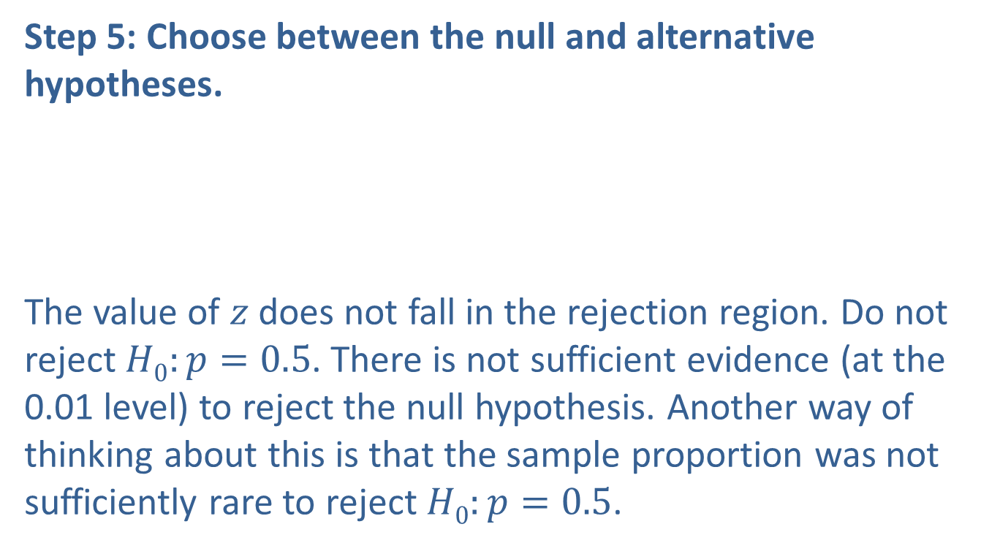 Step 5: Choose between the null and alternative
hypotheses.
The value of 𝑧 does not fall in the rejection region. Do not
reject 𝐻₀: 𝑝 = 0.5. There is not sufficient evidence (at the
0.01 level) to reject the null hypothesis. Another way of
thinking about this is that the sample proportion was not
sufficiently rare to reject 𝐻₀: 𝑝 = 0.5.